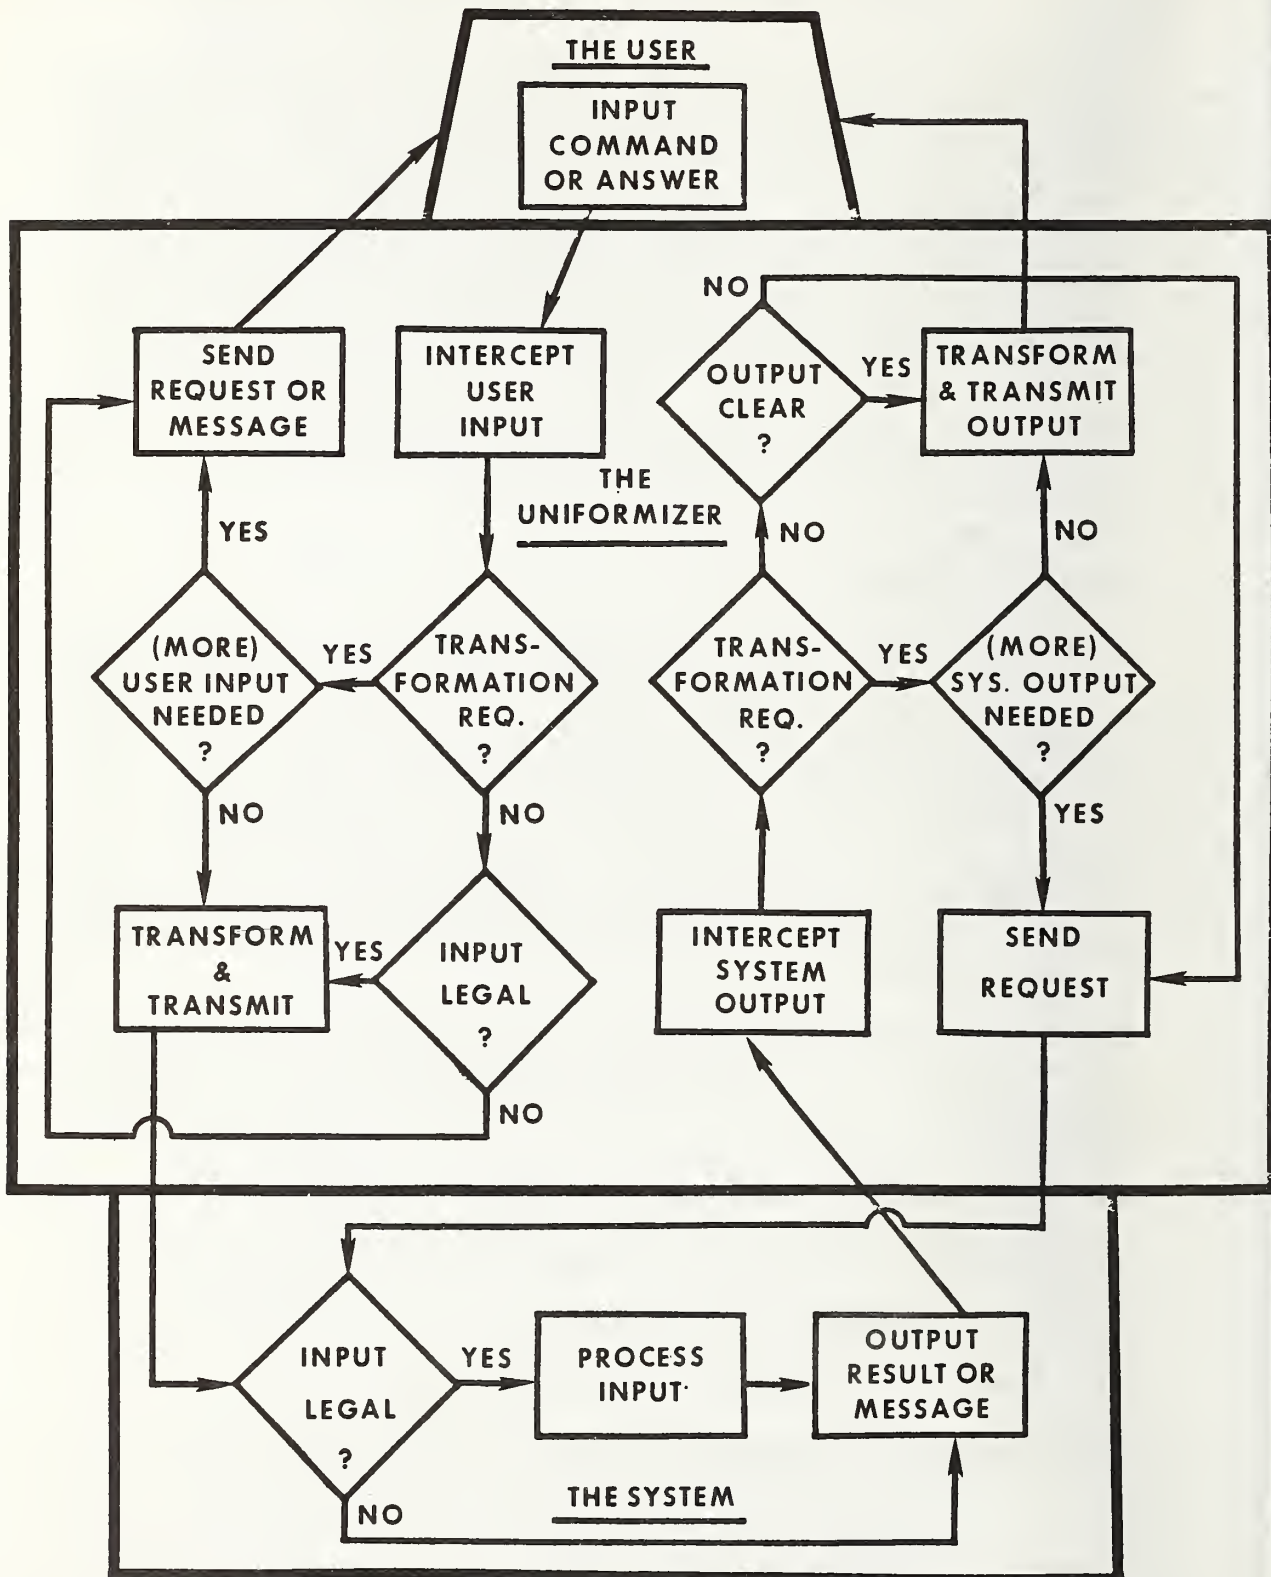 THE USER
INPUT
COMMAND
OR ANSWER
SEND
REQUEST OR
MESSAGE
INTERCEPT
USER
INPUT
NO
OUTPUT
CLEAR
?
YES
TRANSFORM
& TRANSMIT
OUTPUT
THE
UNIFORMIZER
YES
NO
NO
(MORE)
USER INPUT
NEEDED
?
YES
TRANS-
FORMATION
REQ.
?
TRANS-
FORMATION
REQ.
?
YES
(MORE)
SYS. OUTPUT
NEEDED
?
NO
NO
YES
TRANSFORM
&
TRANSMIT
YES
INPUT
LEGAL
?
INTERCEPT
SYSTEM
OUTPUT
SEND
REQUEST
NO
INPUT
LEGAL
?
YES
PROCESS
INPUT
OUTPUT
RESULT OR
MESSAGE
NO
THE SYSTEM